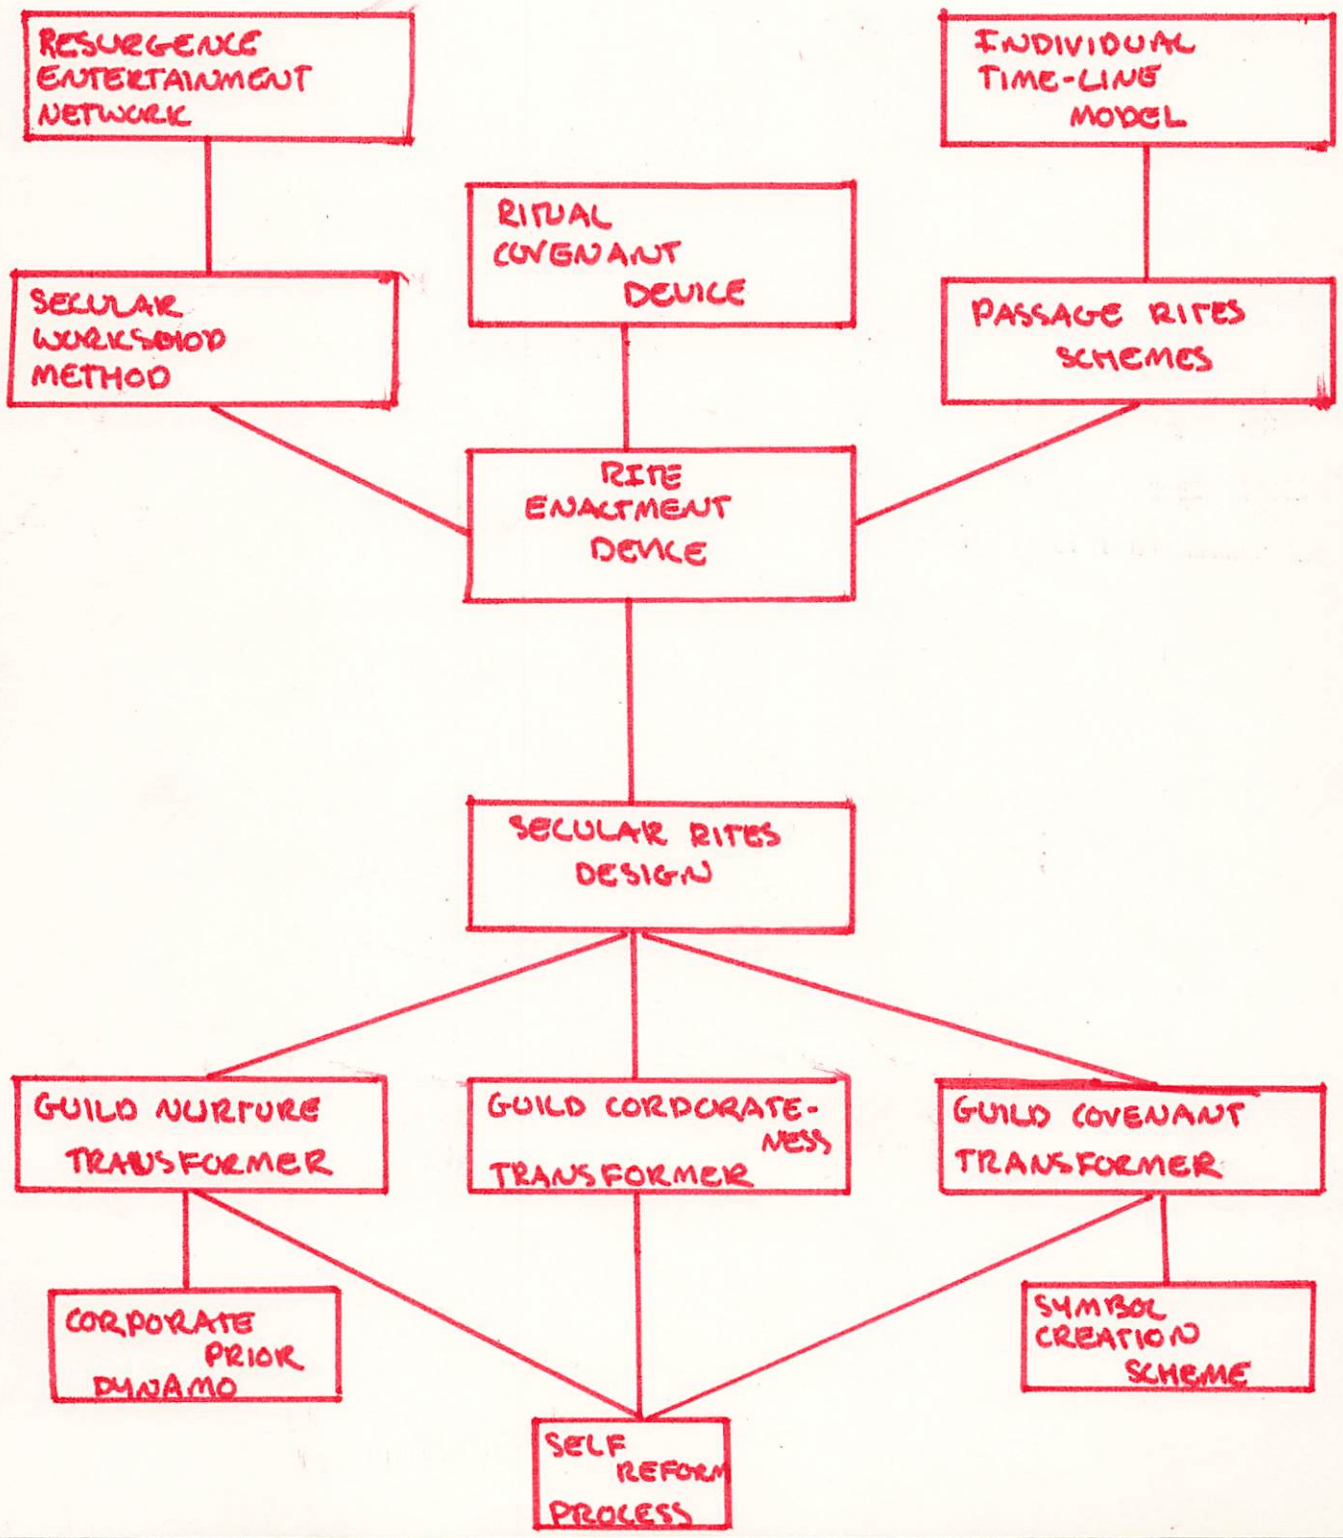 RESURGENCE
ENTERTAINMENT
NETWORK
INDIVIDUAL
TIME-LINE
MODEL
RITUAL
COVENANT
DEVICE
SECULAR
METHOD
PASSAGE RITES
SCHEMES
RITE
ENACTMENT
DEVICE
SECULAR RITES
DESIGN
GUILD NURTURE
TRANSFORMER
GUILD CORPORATE-
NESS
TRANSFORMER
GUILD COVENANT
TRANSFORMER
CORPORATE
PRIOR
DYNAMO
SYMBOL
CREATION
SCHEME
SELF
REFORM
PROCESS